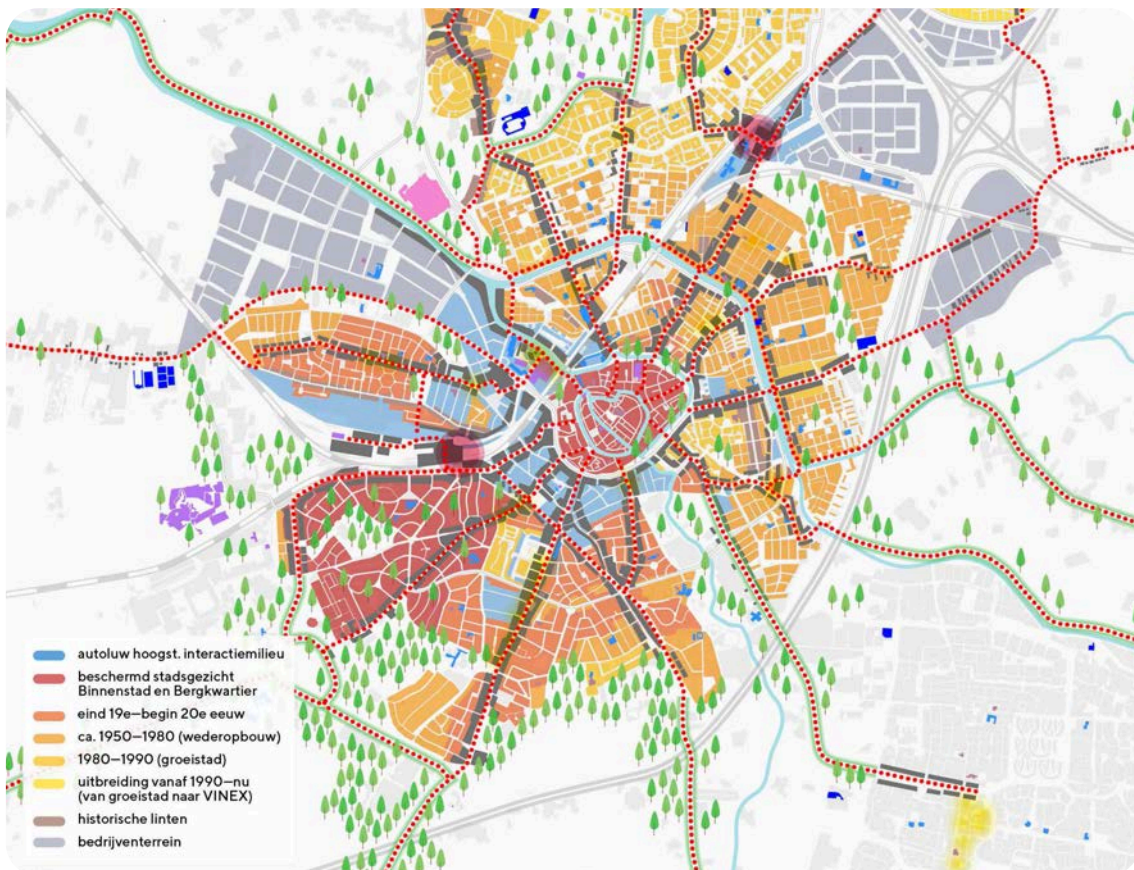 autoluw hoogst. interactiemilieu
beschermd stadsgezicht
Binnenstad en Bergkwartier
eind 19e—begin 20e eeuw
ca. 1950—1980 (wederopbouw)
1980—1990 (groeistad)
uitbreiding vanaf 1990—nu
(van groeistad naar VINEX)
historische linten
bedrijventerrein